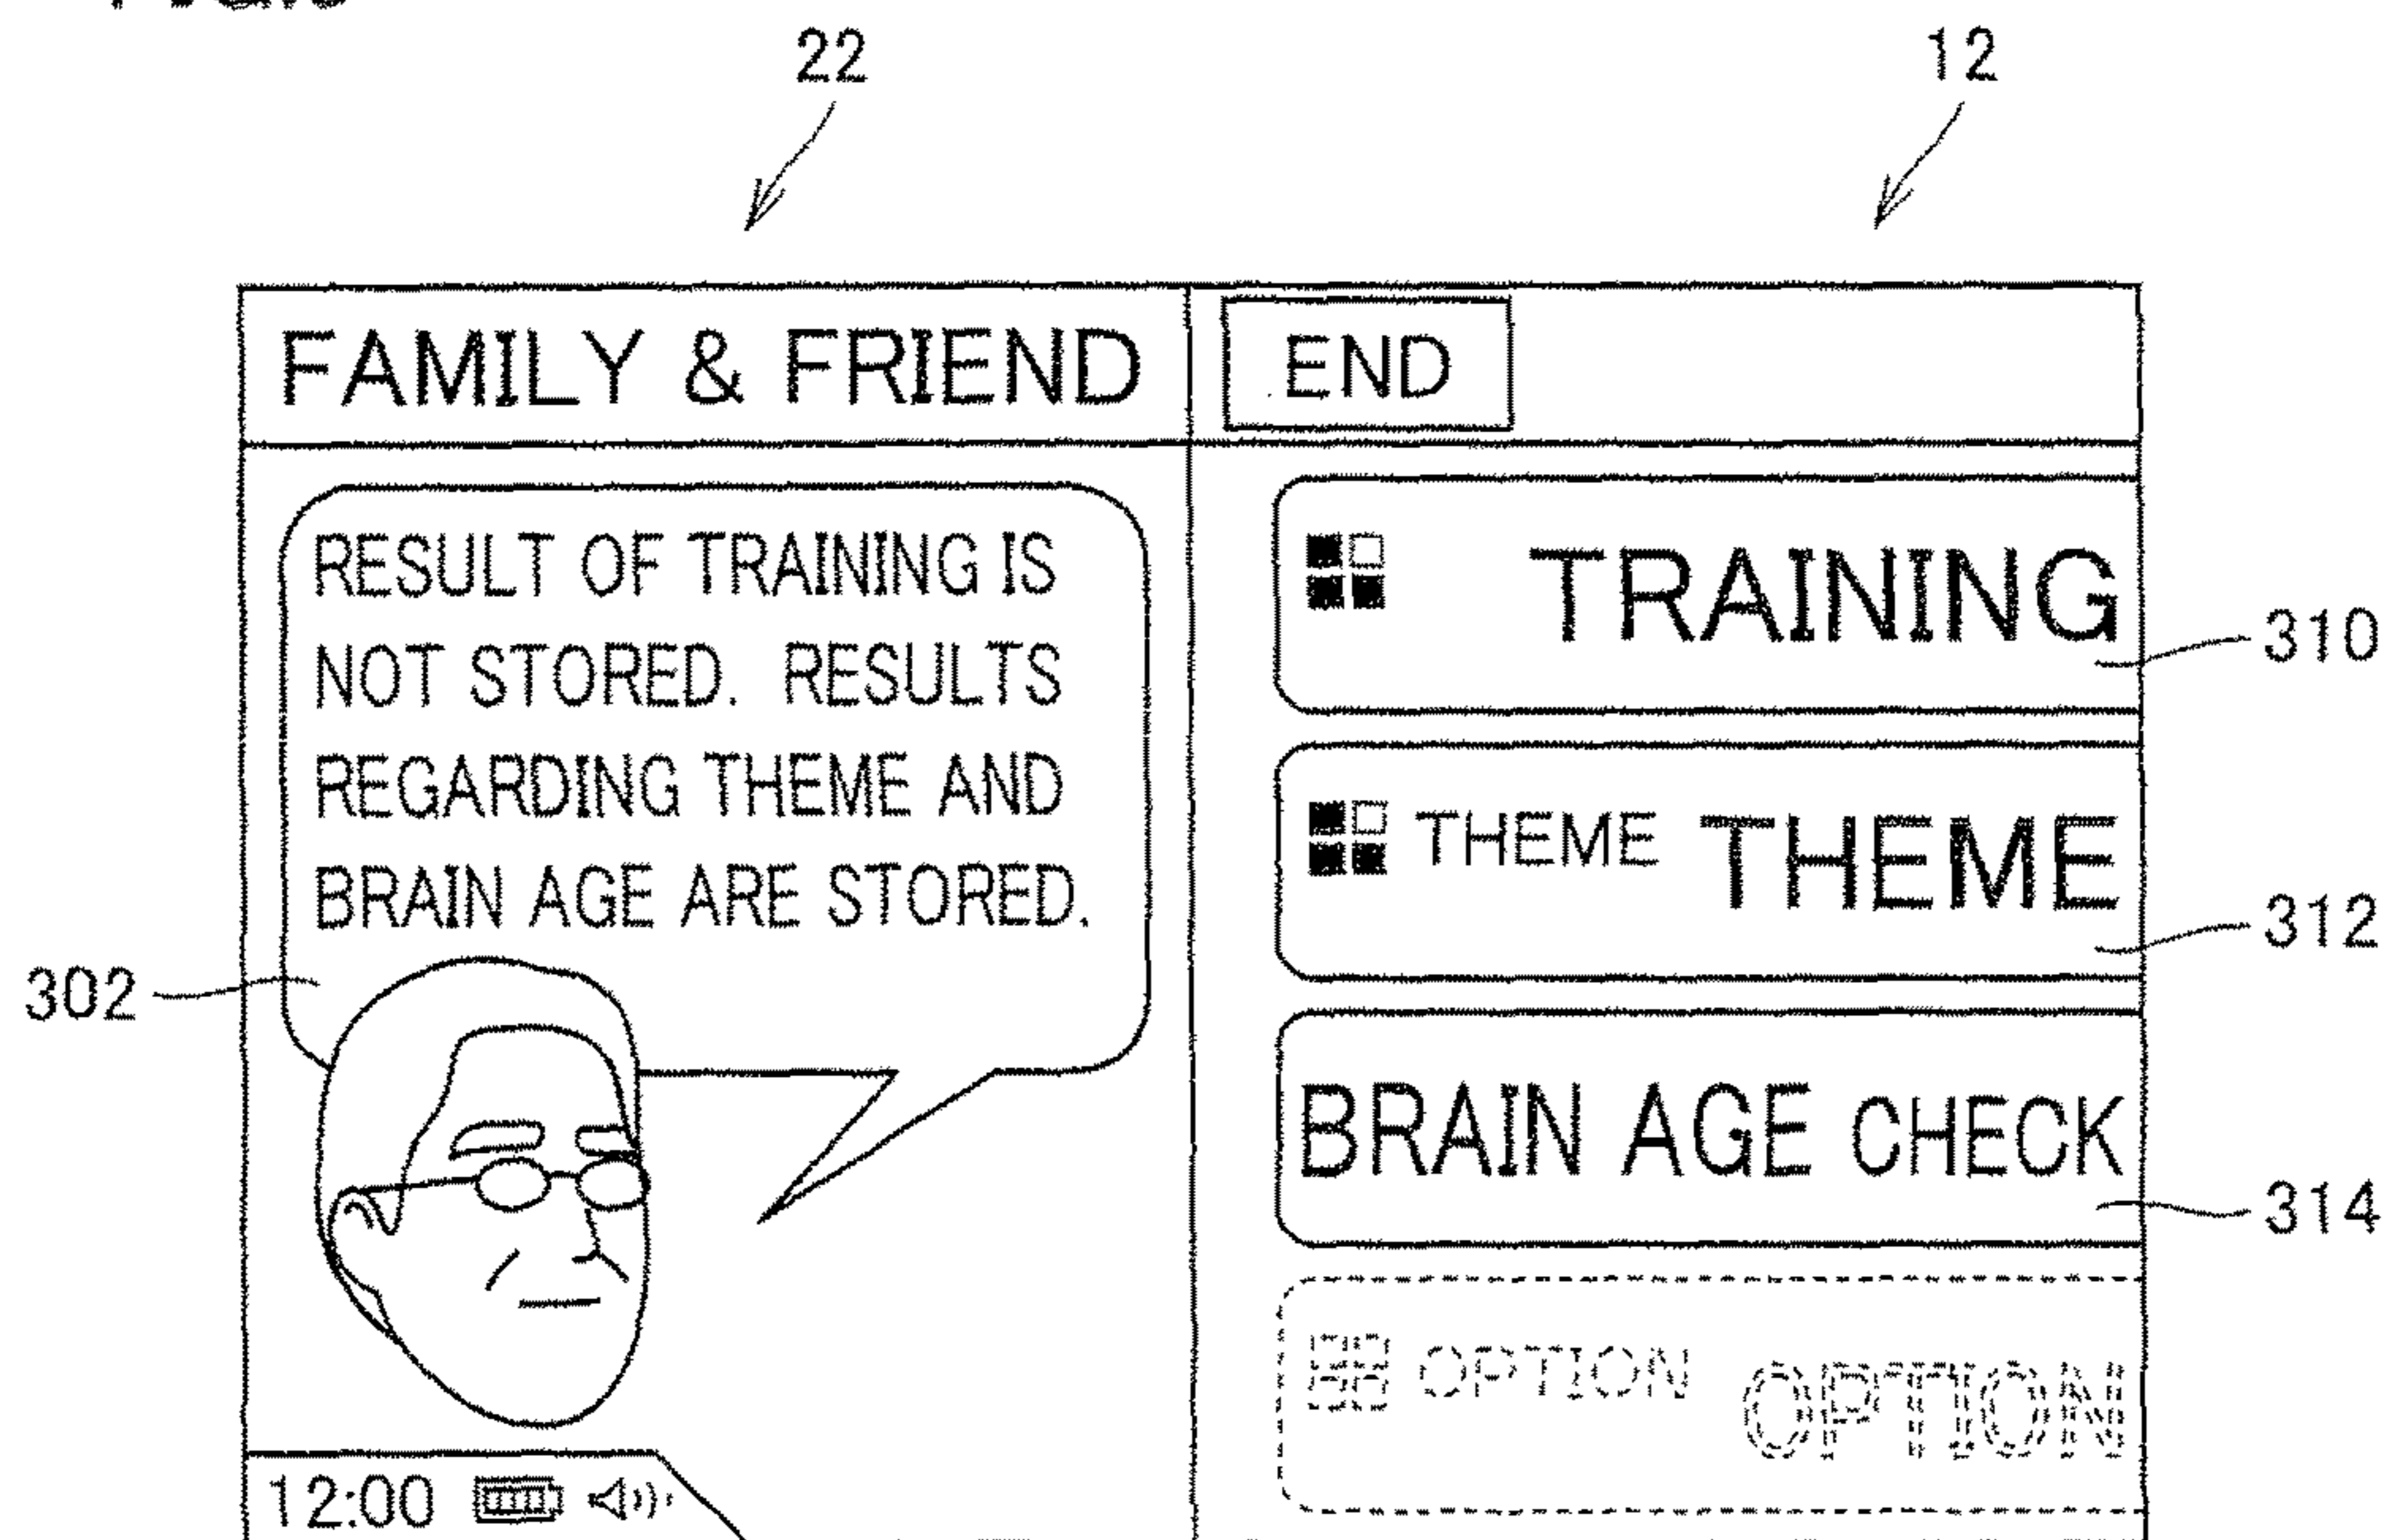 22
12
FAMILY & FRIEND
END
RESULT OF TRAINING IS
NOT STORED. RESULTS
REGARDING THEME AND
BRAIN AGE ARE STORED.
302
TRAINING
310
THEME THEME
312
BRAIN AGE CHECK
314
OPTION OPTION
12:00